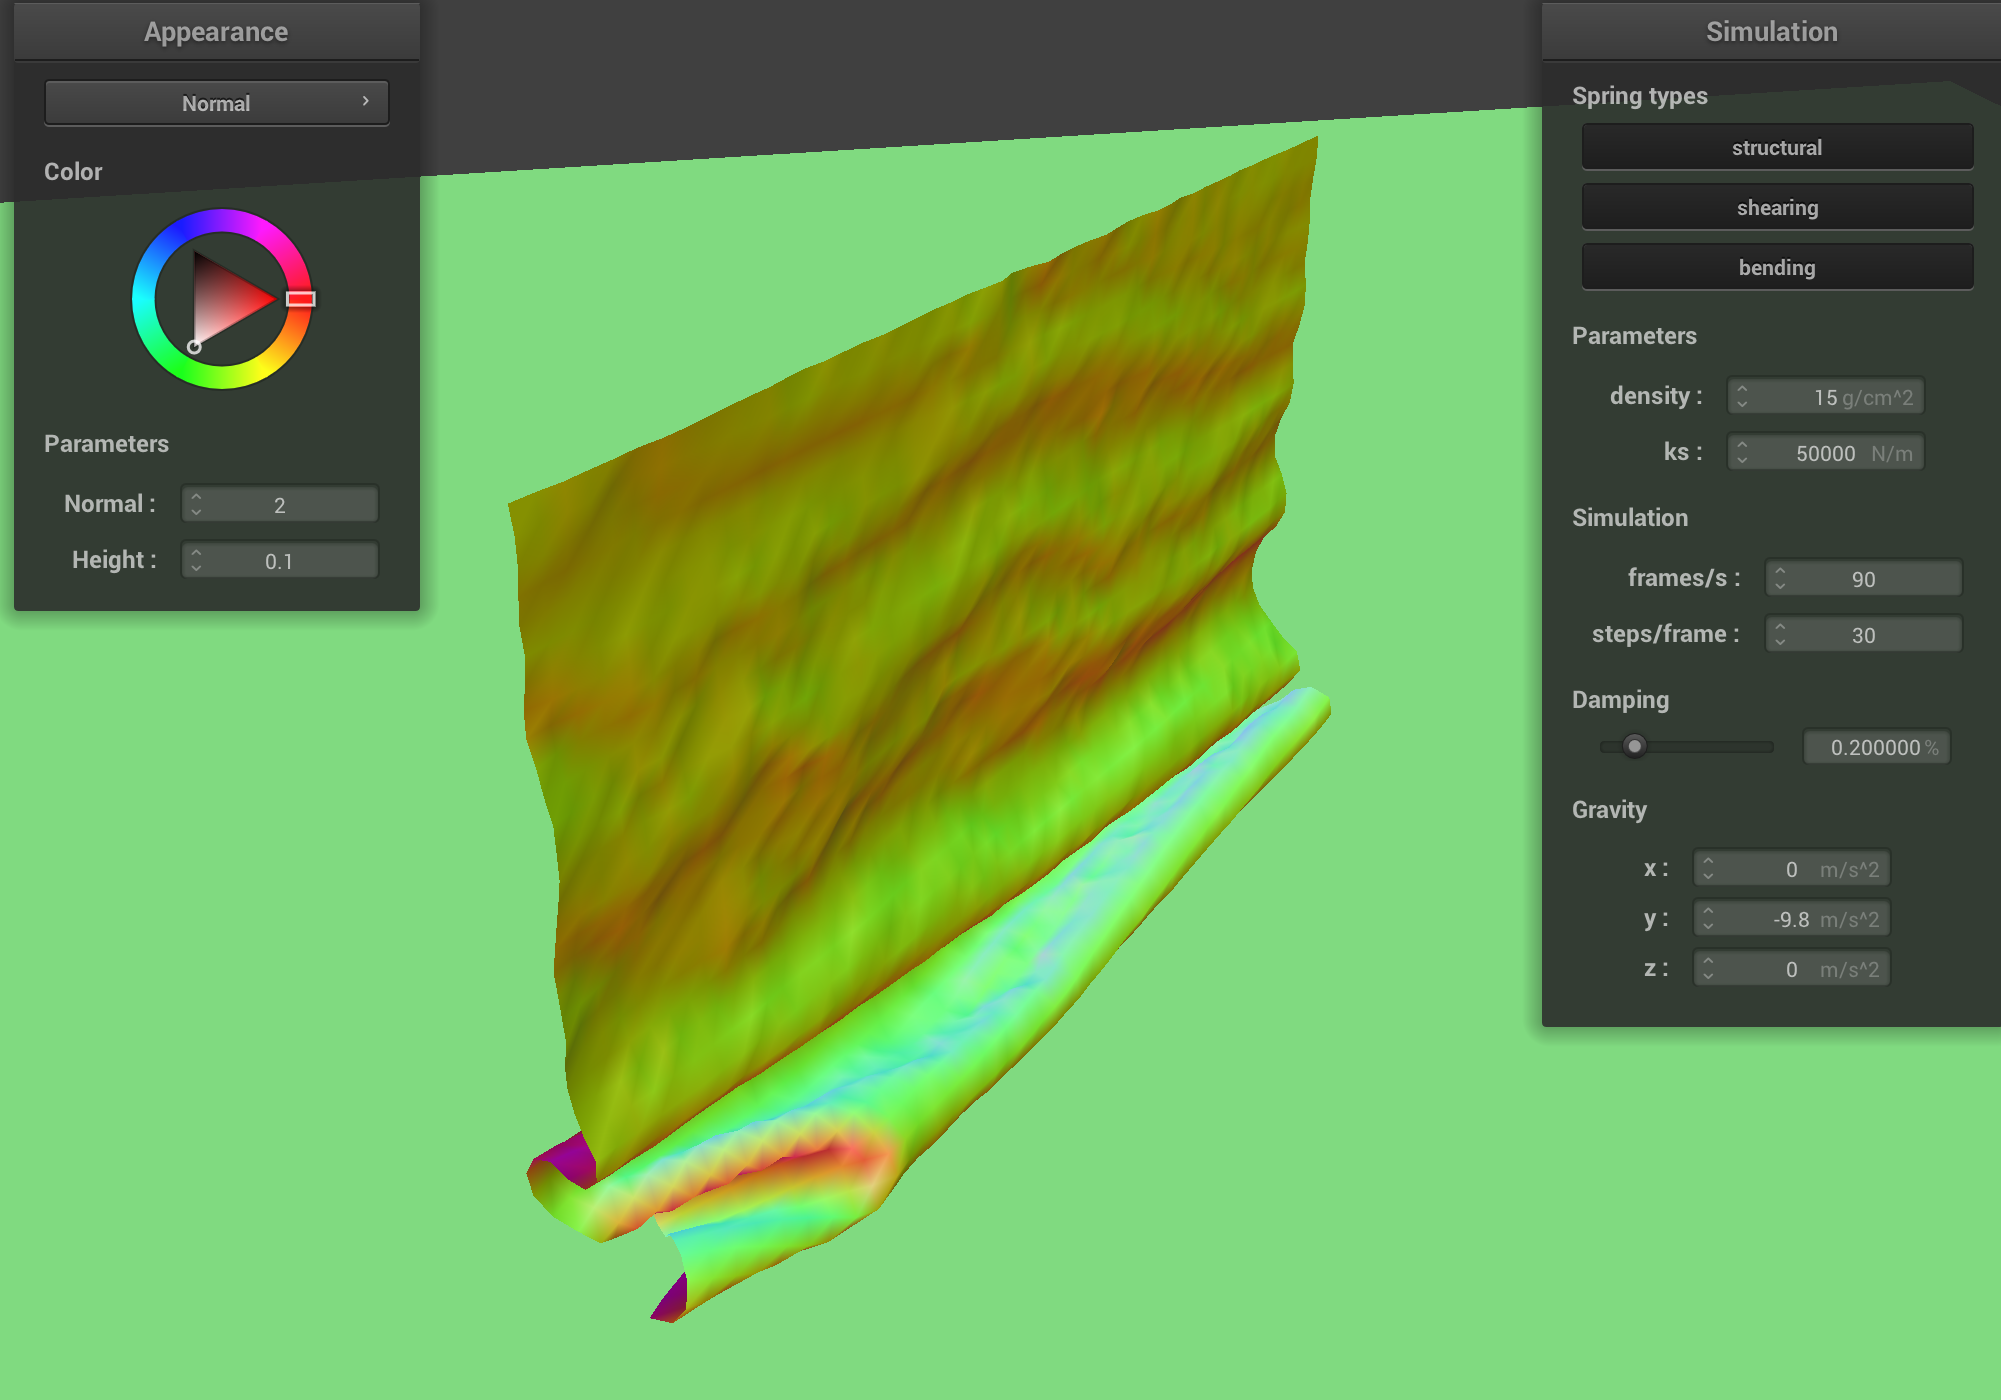 Appearance
Normal ›
Color
Parameters
Normal : 2
Height : 0.1
Simulation
Spring types
structural
shearing
bending
Parameters
density : 15 g/cm^2
ks : 50000 N/m
Simulation
frames/s : 90
steps/frame : 30
Damping
0.200000 %
Gravity
x : 0 m/s^2
y : -9.8 m/s^2
z : 0 m/s^2